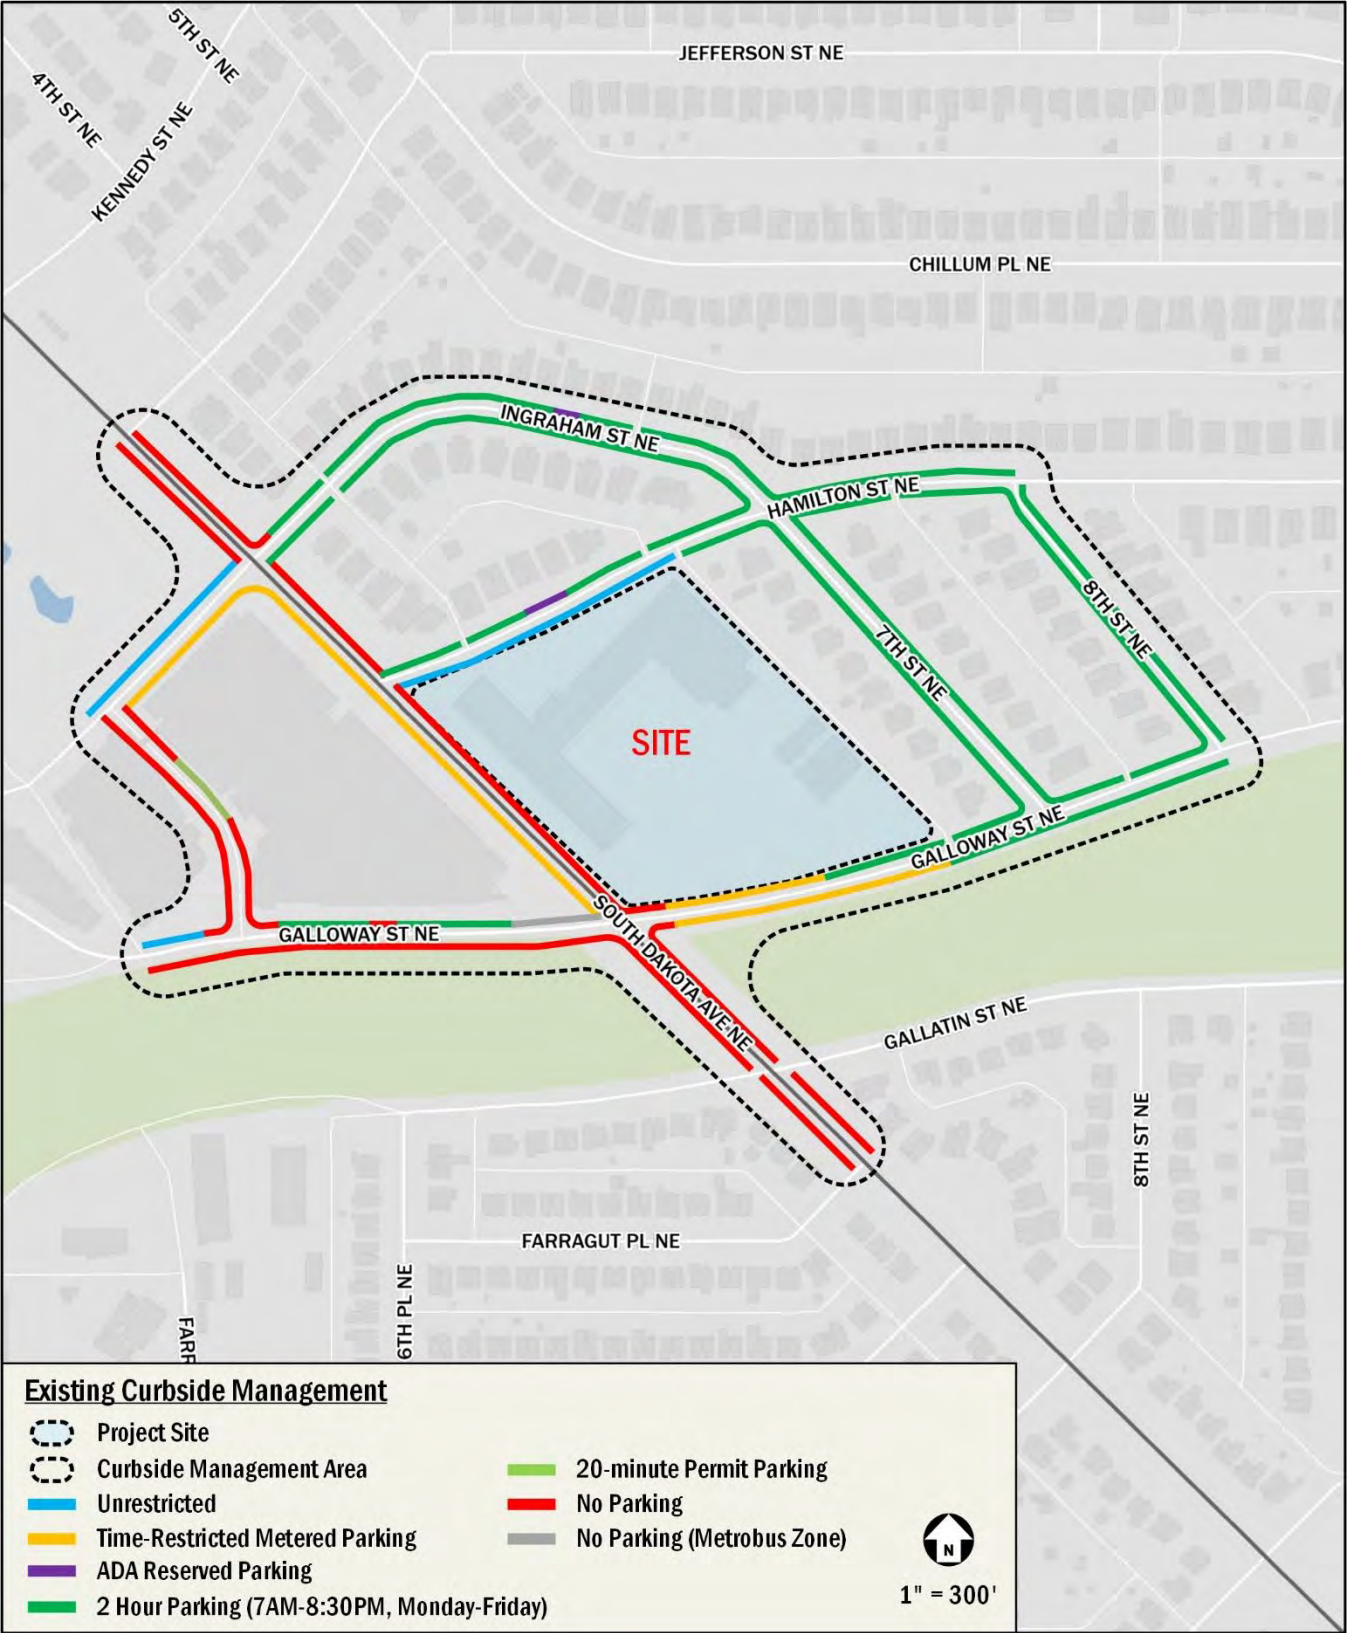 5TH ST NE
JEFFERSON ST NE
4TH ST NE
KENNEDY ST NE
CHILLUM PL NE
INGRAHAM ST NE
HAMILTON ST NE
8TH ST NE
7TH ST NE
SITE
GALLOWAY ST NE
GALLOWAY ST NE
SOUTH DAKOTA AVE NE
GALLATIN ST NE
8TH ST NE
FARRAGUT PL NE
6TH PL NE
FARR
Existing Curbside Management
Project Site
Curbside Management Area
Unrestricted
Time-Restricted Metered Parking
ADA Reserved Parking
2 Hour Parking (7AM-8:30PM, Monday-Friday)
20-minute Permit Parking
No Parking
No Parking (Metrobus Zone)
N
1" = 300'